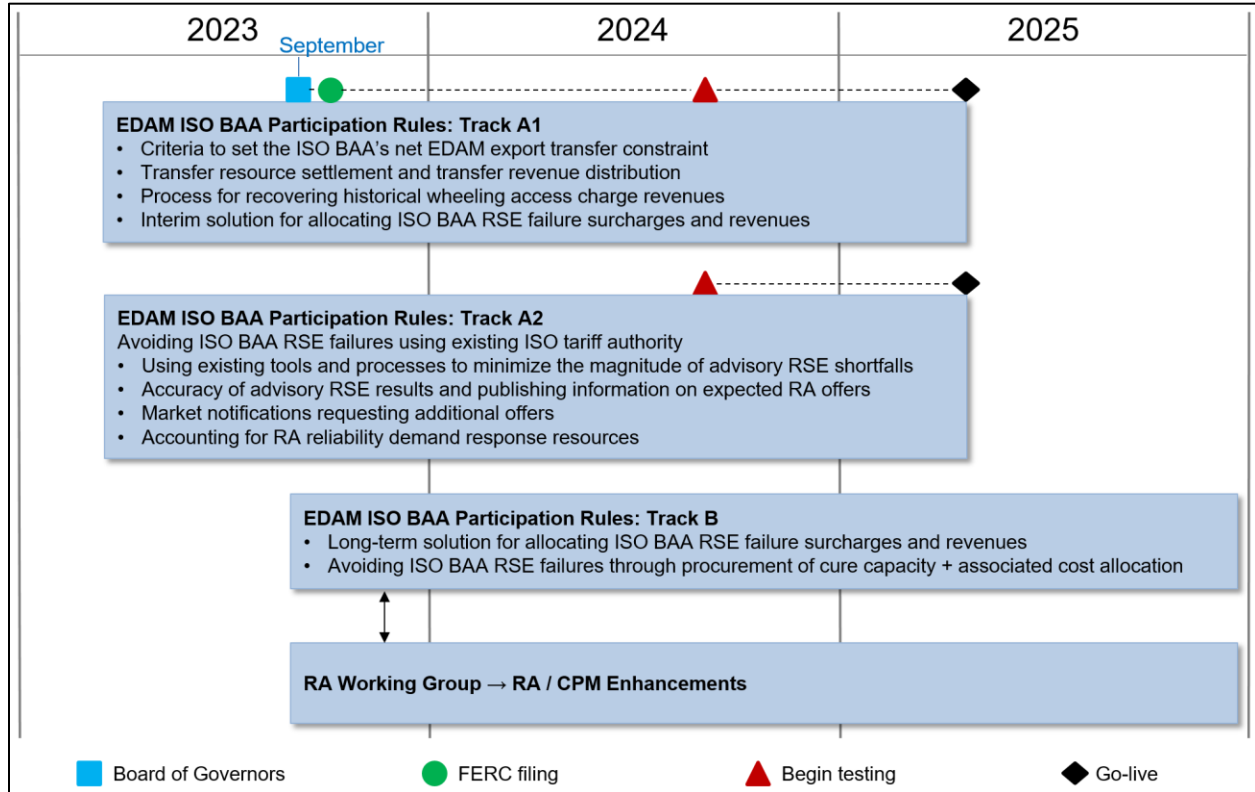 2023
2024
2025
September
EDAM ISO BAA Participation Rules: Track A1
• Criteria to set the ISO BAA's net EDAM export transfer constraint
• Transfer resource settlement and transfer revenue distribution
• Process for recovering historical wheeling access charge revenues
• Interim solution for allocating ISO BAA RSE failure surcharges and revenues
EDAM ISO BAA Participation Rules: Track A2
Avoiding ISO BAA RSE failures using existing ISO tariff authority
• Using existing tools and processes to minimize the magnitude of advisory RSE shortfalls
• Accuracy of advisory RSE results and publishing information on expected RA offers
• Market notifications requesting additional offers
• Accounting for RA reliability demand response resources
EDAM ISO BAA Participation Rules: Track B
• Long-term solution for allocating ISO BAA RSE failure surcharges and revenues
• Avoiding ISO BAA RSE failures through procurement of cure capacity + associated cost allocation
RA Working Group → RA / CPM Enhancements
Board of Governors
FERC filing
Begin testing
Go-live